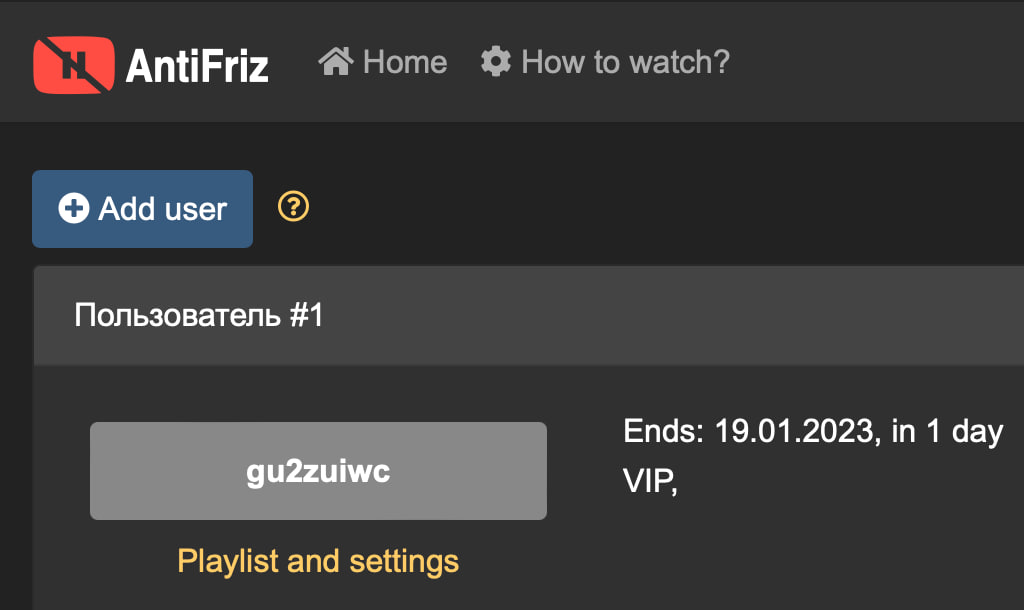 AntiFriz Home How to watch?
Add user
Пользователь #1
Ends: 19.01.2023, in 1 day
gu2zuiwc
VIP,
Playlist and settings